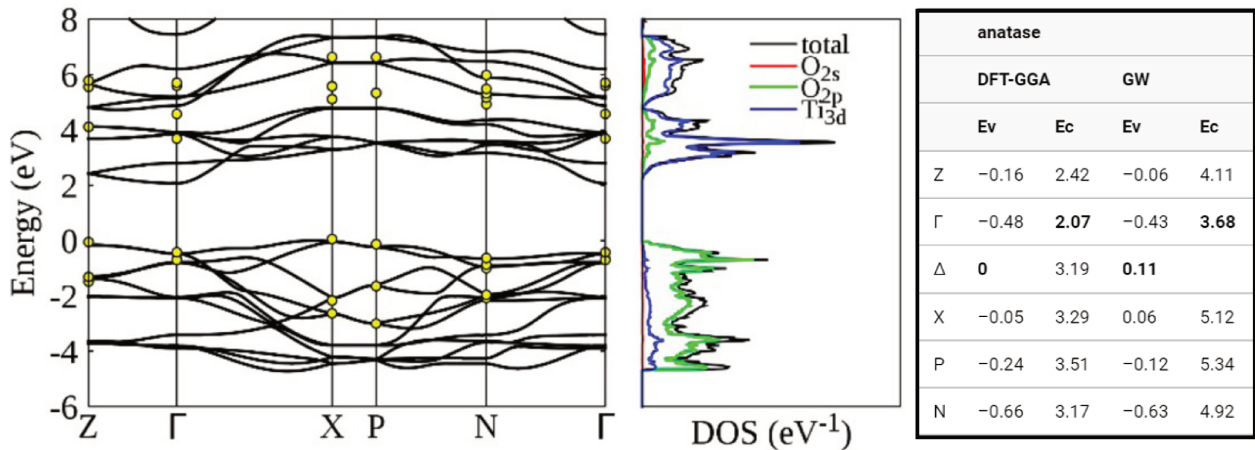 8
6
4
2
0
-2
-4
-6
Energy (eV)
Z Γ X P N Γ
total
O2s
O2p
Ti3d
DOS (eV-1)
anatase
DFT-GGA GW
Ev Ec Ev Ec
Z −0.16 2.42 −0.06 4.11
Γ −0.48 2.07 −0.43 3.68
Δ 0 3.19 0.11
X −0.05 3.29 0.06 5.12
P −0.24 3.51 −0.12 5.34
N −0.66 3.17 −0.63 4.92